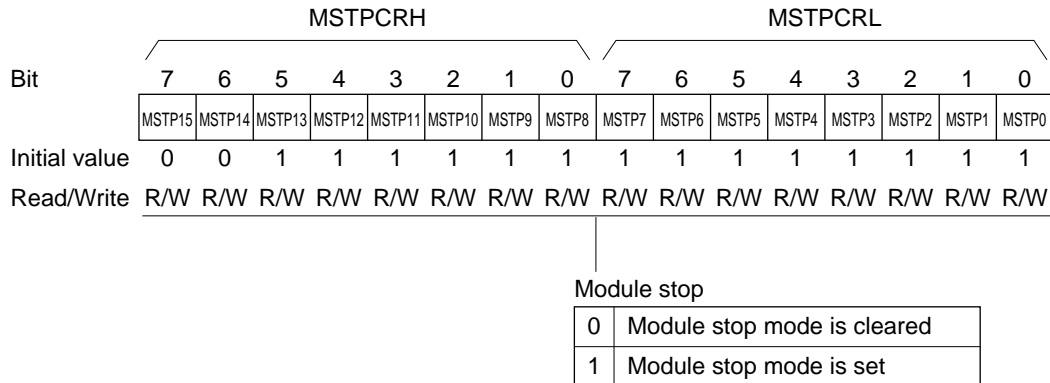 MSTPCRH MSTPCRL
Bit 7 6 5 4 3 2 1 0 7 6 5 4 3 2 1 0
MSTP15 MSTP14 MSTP13 MSTP12 MSTP11 MSTP10 MSTP9 MSTP8 MSTP7 MSTP6 MSTP5 MSTP4 MSTP3 MSTP2 MSTP1 MSTP0
Initial value 0 0 1 1 1 1 1 1 1 1 1 1 1 1 1 1
Read/Write R/W R/W R/W R/W R/W R/W R/W R/W R/W R/W R/W R/W R/W R/W R/W R/W
Module stop
0 Module stop mode is cleared
1 Module stop mode is set